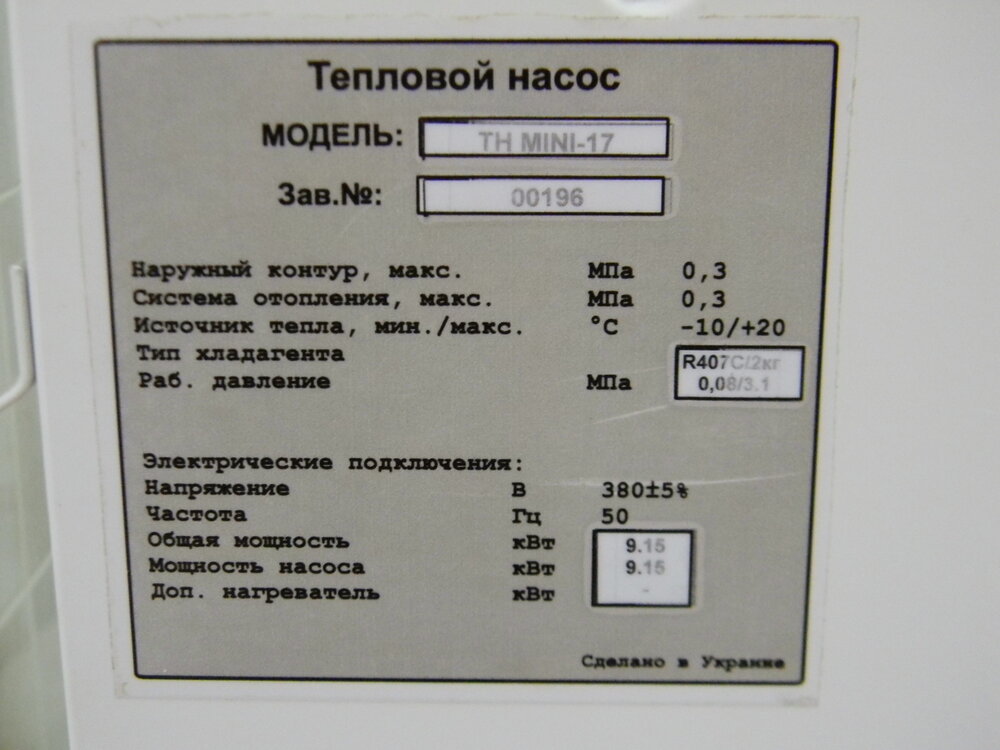 Тепловой насос
МОДЕЛЬ: ТН MINI-17
Зав.№: 00196
Наружный контур, макс. МПа 0,3
Система отопления, макс. МПа 0,3
Источник тепла, мин./макс. °С -10/+20
Тип хладагента R407C/2кг
Раб. давление МПа 0,08/3.1
Электрические подключения:
Напряжение В 380±5%
Частота Гц 50
Общая мощность кВт 9.15
Мощность насоса кВт 9.15
Доп. нагреватель кВт -
Сделано в Украине